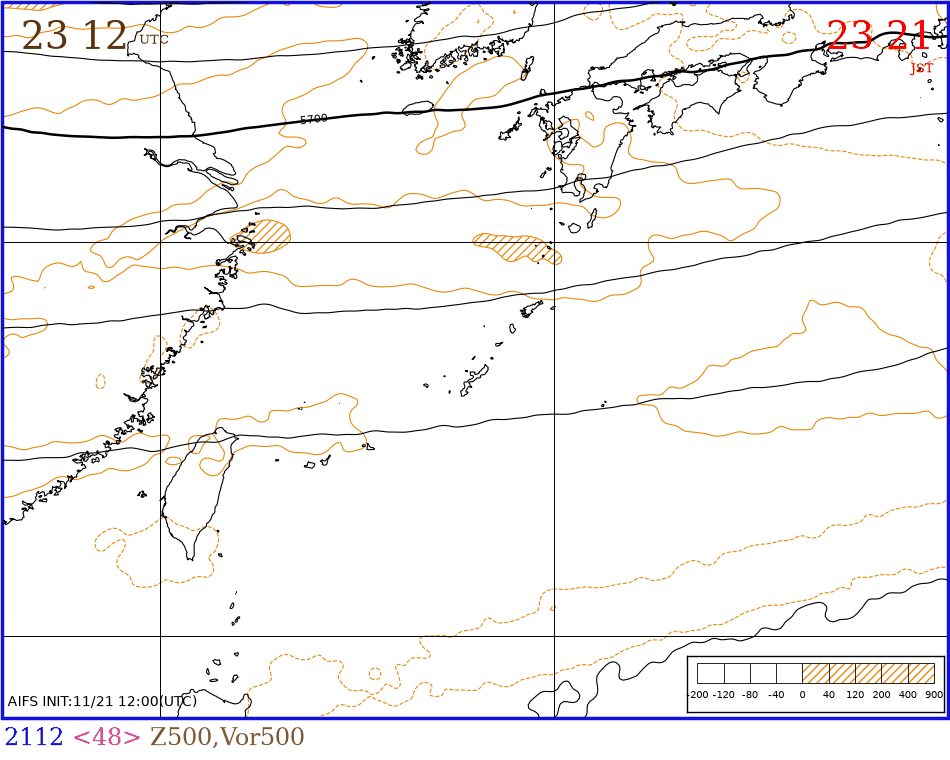 23 12 UTC
23 21
JST
5700
-200 -120 -80 -40 0 40 120 200 400 900
AIFS INIT:11/21 12:00(UTC)
2112 <48> Z500,Vor500